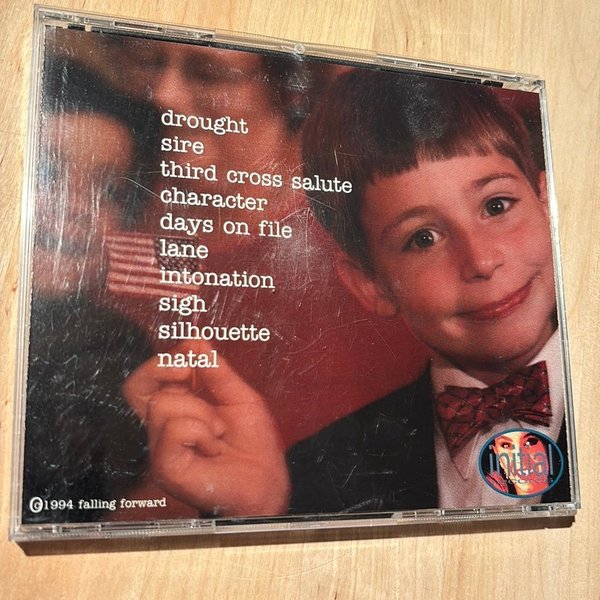 drought
sire
third cross salute
character
days on file
lane
intonation
sigh
silhouette
natal
initial
©1994 falling forward